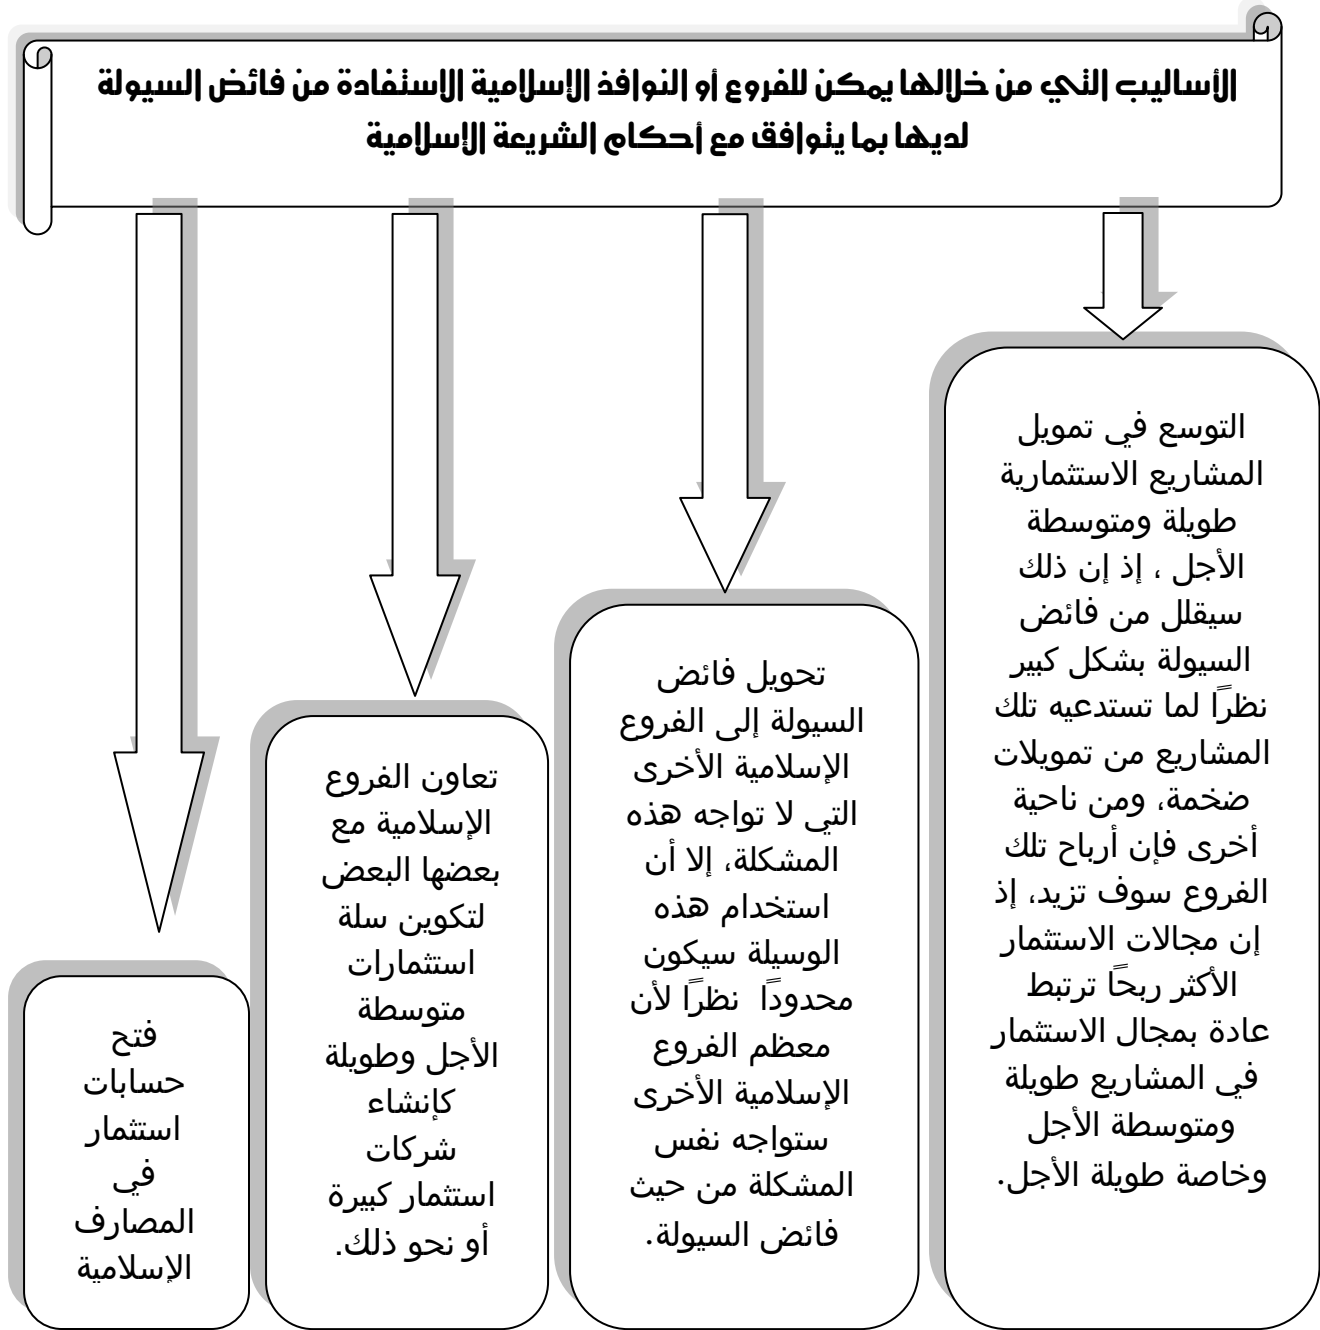 الأساليب التي من خلالها يمكن للفروع أو النوافذ الإسلامية الاستفادة من فائض السيولة
لديها بما يتوافق مع أحكام الشريعة الإسلامية
التوسع في تمويل
المشاريع الاستثمارية
طويلة ومتوسطة
الأجل ، إذ إن ذلك
سيقلل من فائض
السيولة بشكل كبير
نظرًا لما تستدعيه تلك
المشاريع من تمويلات
ضخمة، ومن ناحية
أخرى فإن أرباح تلك
الفروع سوف تزيد، إذ
إن مجالات الاستثمار
الأكثر ربحًا ترتبط
عادة بمجال الاستثمار
في المشاريع طويلة
ومتوسطة الأجل
وخاصة طويلة الأجل.
تحويل فائض
السيولة إلى الفروع
الإسلامية الأخرى
التي لا تواجه هذه
المشكلة، إلا أن
استخدام هذه
الوسيلة سيكون
محدودًا نظرًا لأن
معظم الفروع
الإسلامية الأخرى
ستواجه نفس
المشكلة من حيث
فائض السيولة.
تعاون الفروع
الإسلامية مع
بعضها البعض
لتكوين سلة
استثمارات
متوسطة
الأجل وطويلة
كإنشاء
شركات
استثمار كبيرة
أو نحو ذلك.
فتح
حسابات
استثمار
في
المصارف
الإسلامية